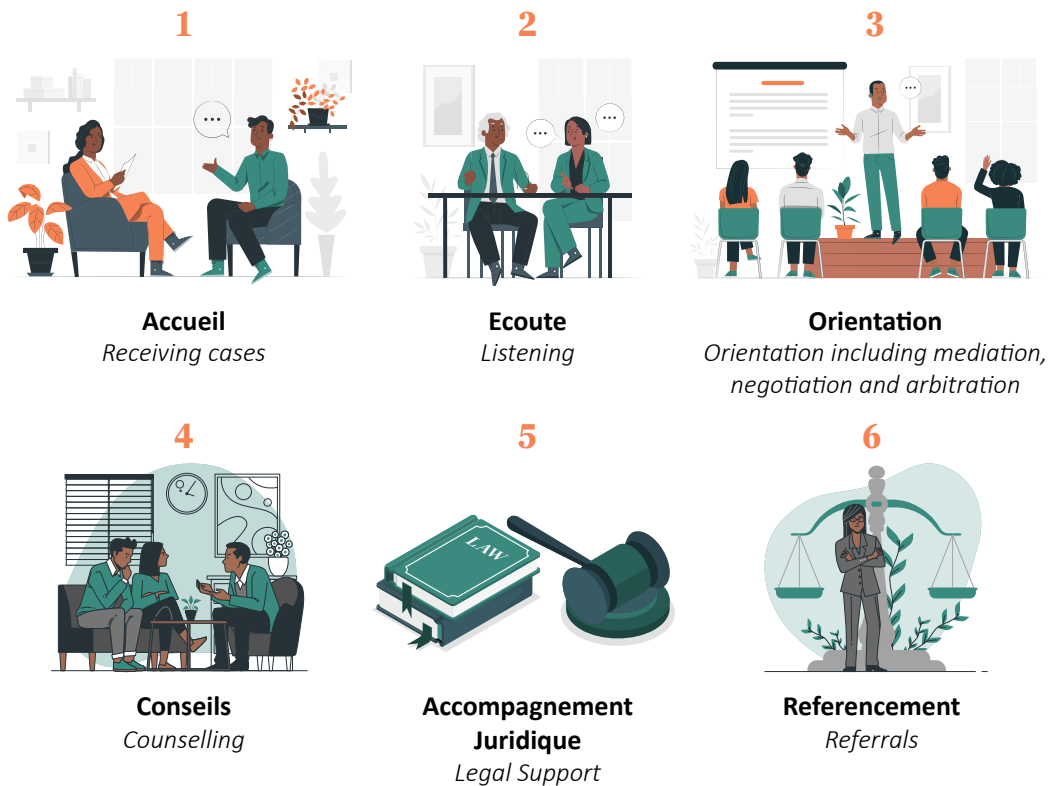 1
2
3
Accueil
Receiving cases
Ecoute
Listening
Orientation
Orientation including mediation,
negotiation and arbitration
4
5
6
LAW
Conseils
Counselling
Accompagnement
Juridique
Legal Support
Referencement
Referrals